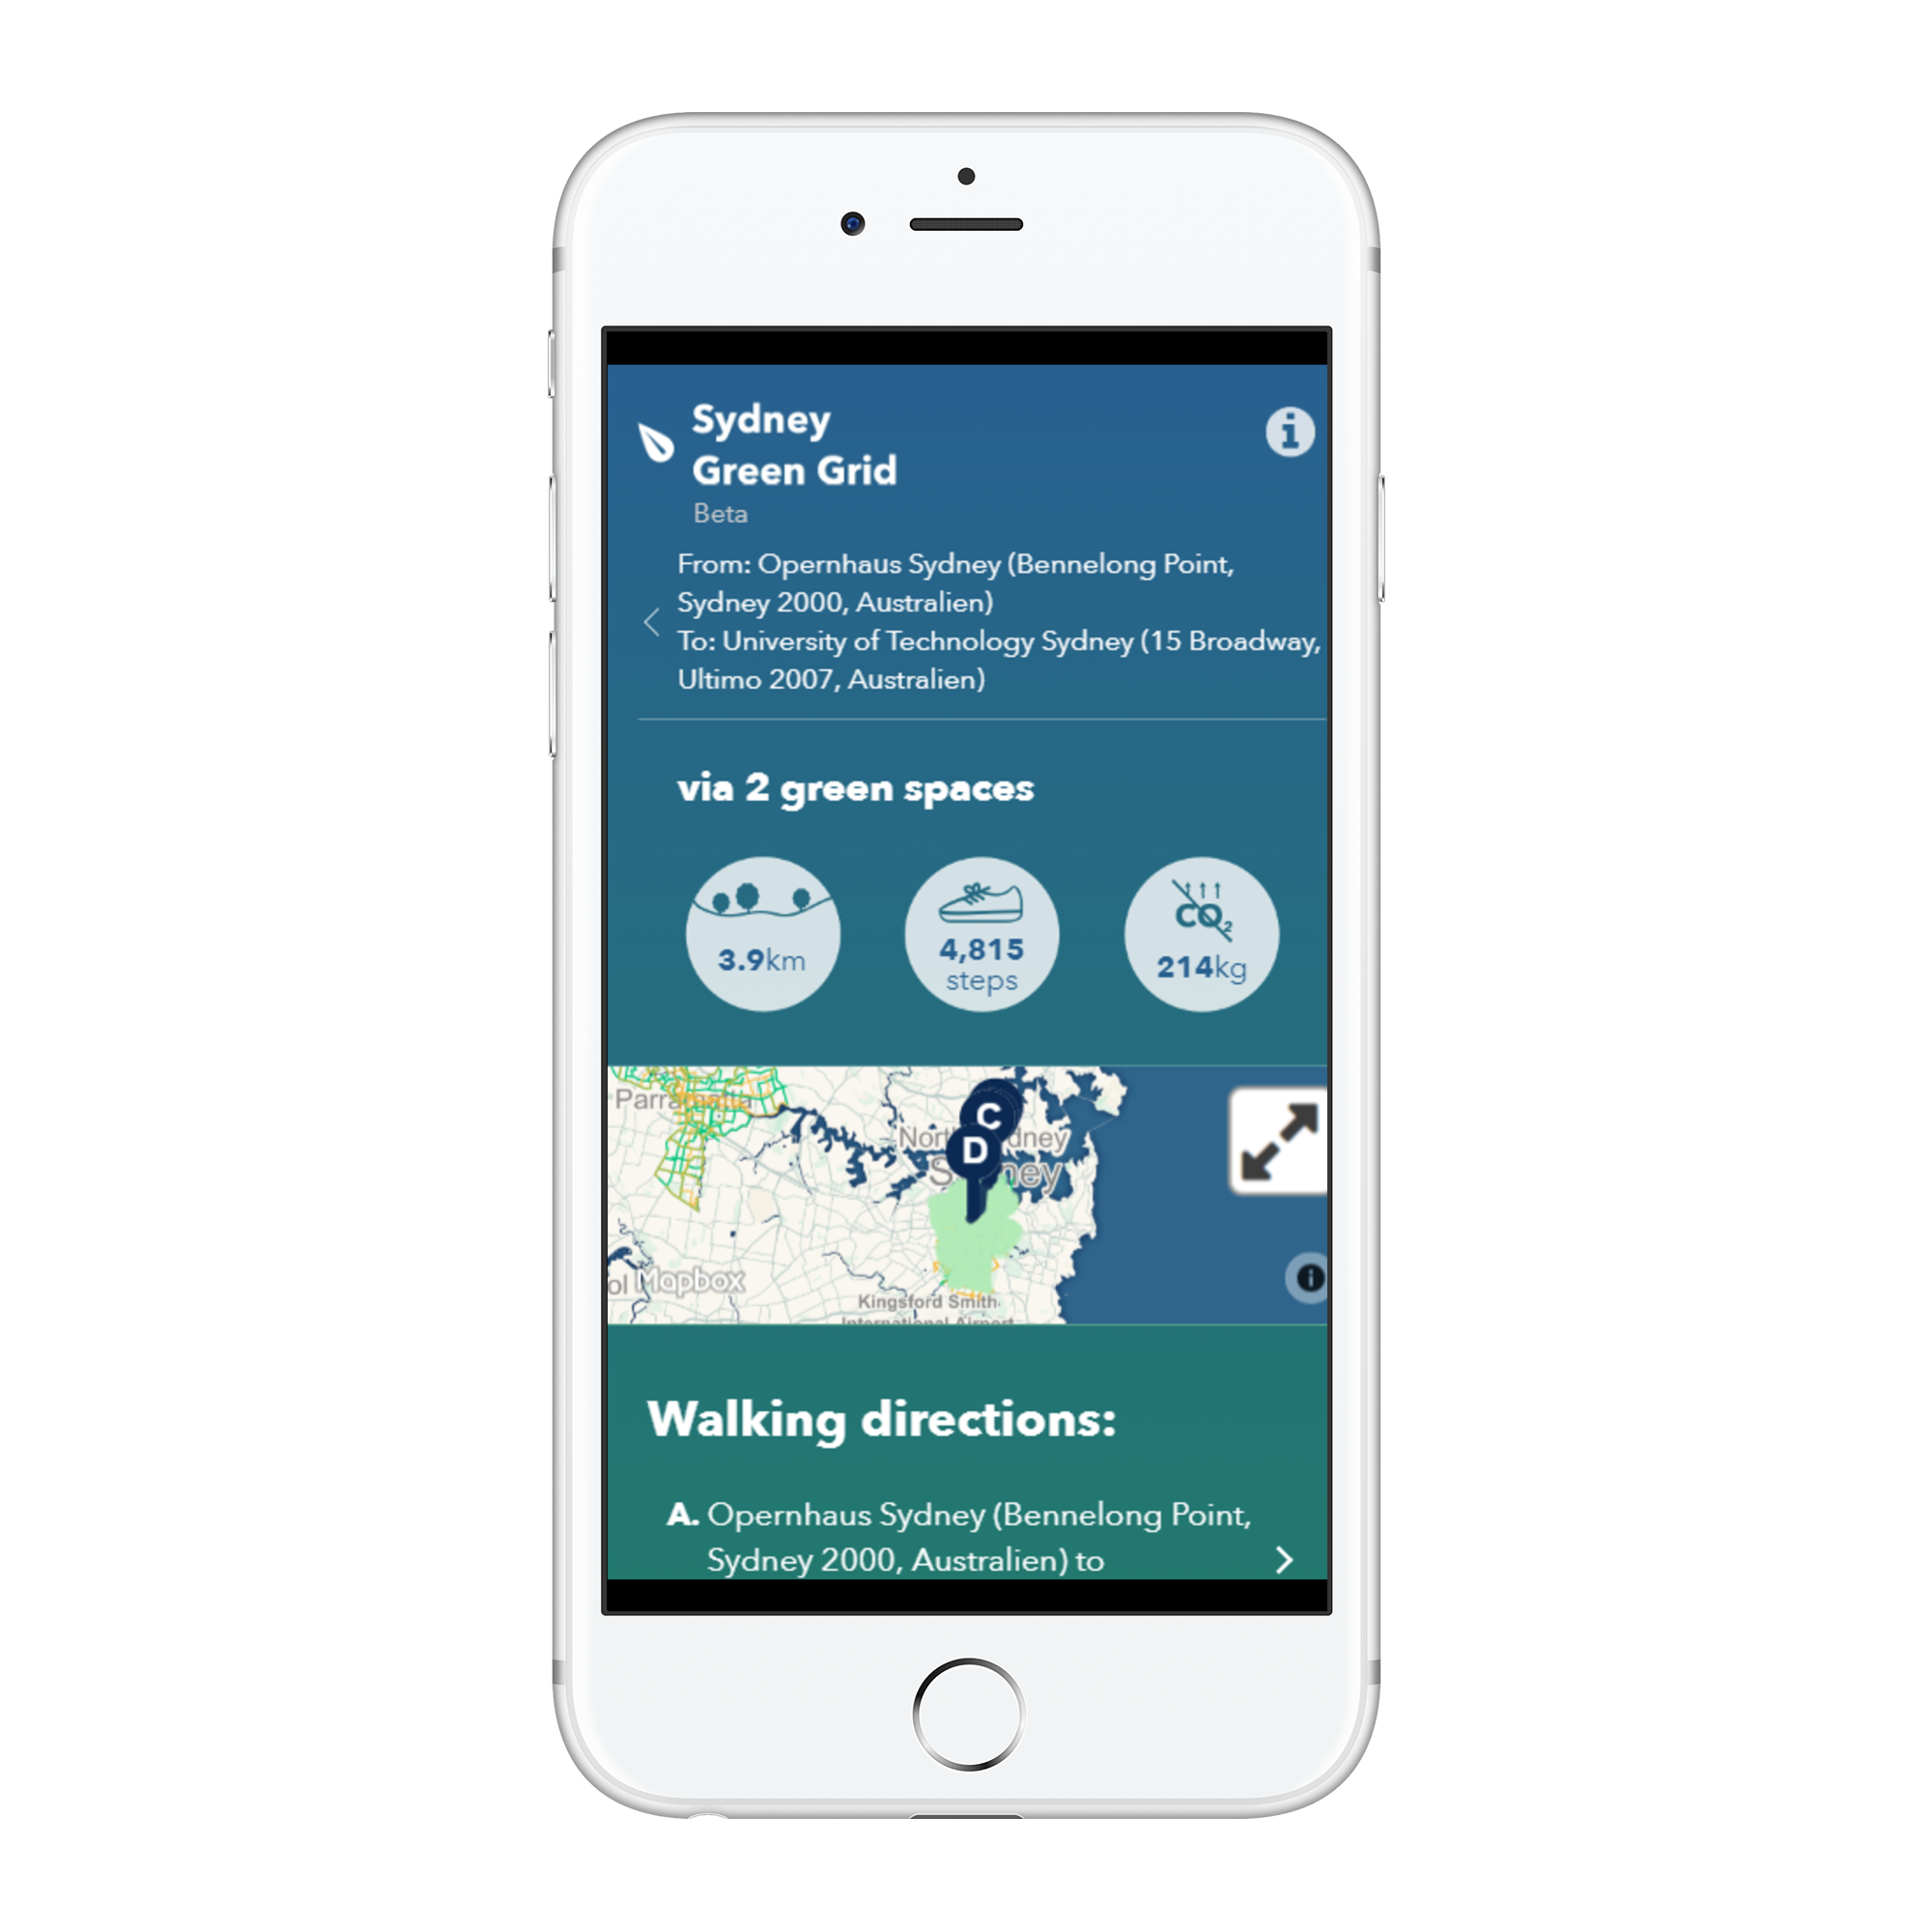 Sydney
Green Grid
Beta
From: Opernhaus Sydney (Bennelong Point,
Sydney 2000, Australien)
To: University of Technology Sydney (15 Broadway,
Ultimo 2007, Australien)
via 2 green spaces
3.9km
4,815
steps
CO2
214kg
Parramatta
C
North Sydney
D
Sydney
ol Mapbox
Kingsford Smith
International Airport
Walking directions:
A. Opernhaus Sydney (Bennelong Point,
Sydney 2000, Australien) to